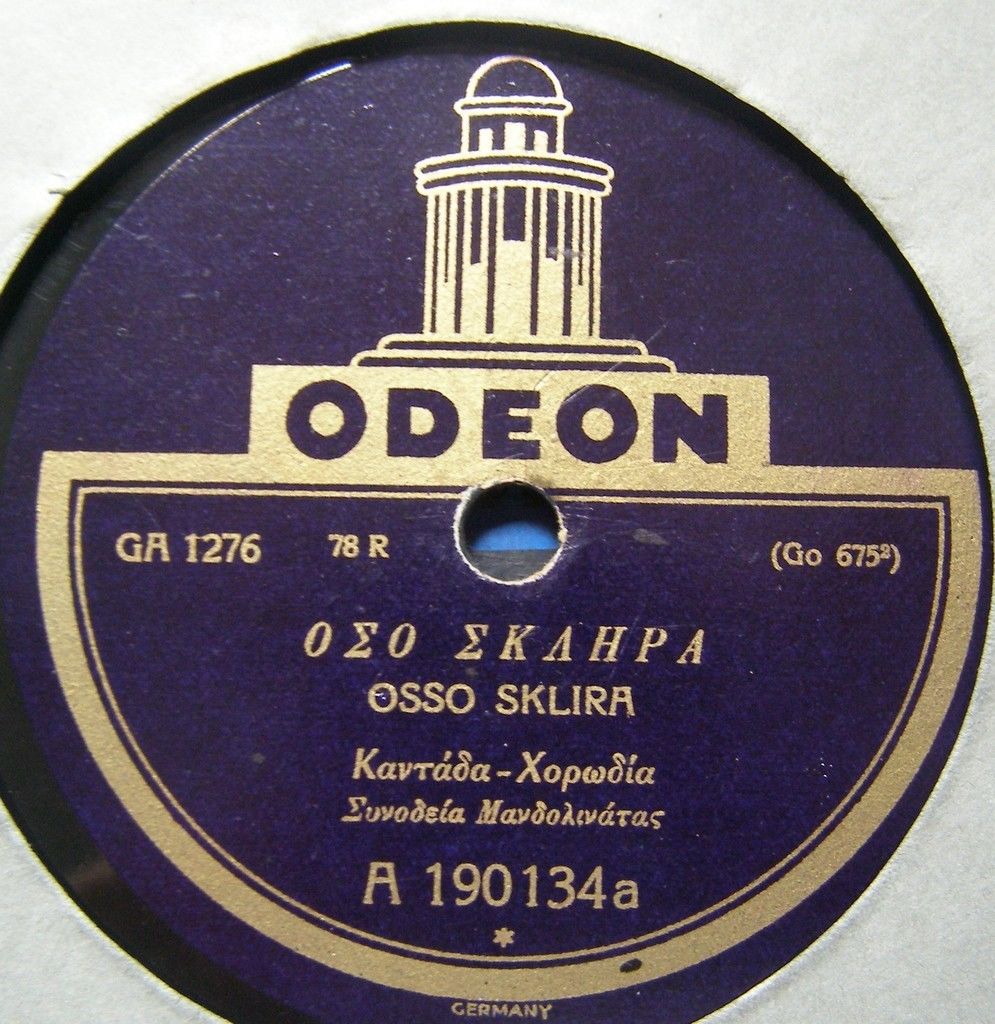 ODEON
GA 1276 78 R (Go 675²)
ΟΣΟ ΣΚΛΗΡΑ
OSSO SKLIRA
Καντάδα - Χορωδία
Συνοδεία Μανδολινάτας
A 190134a
*
GERMANY